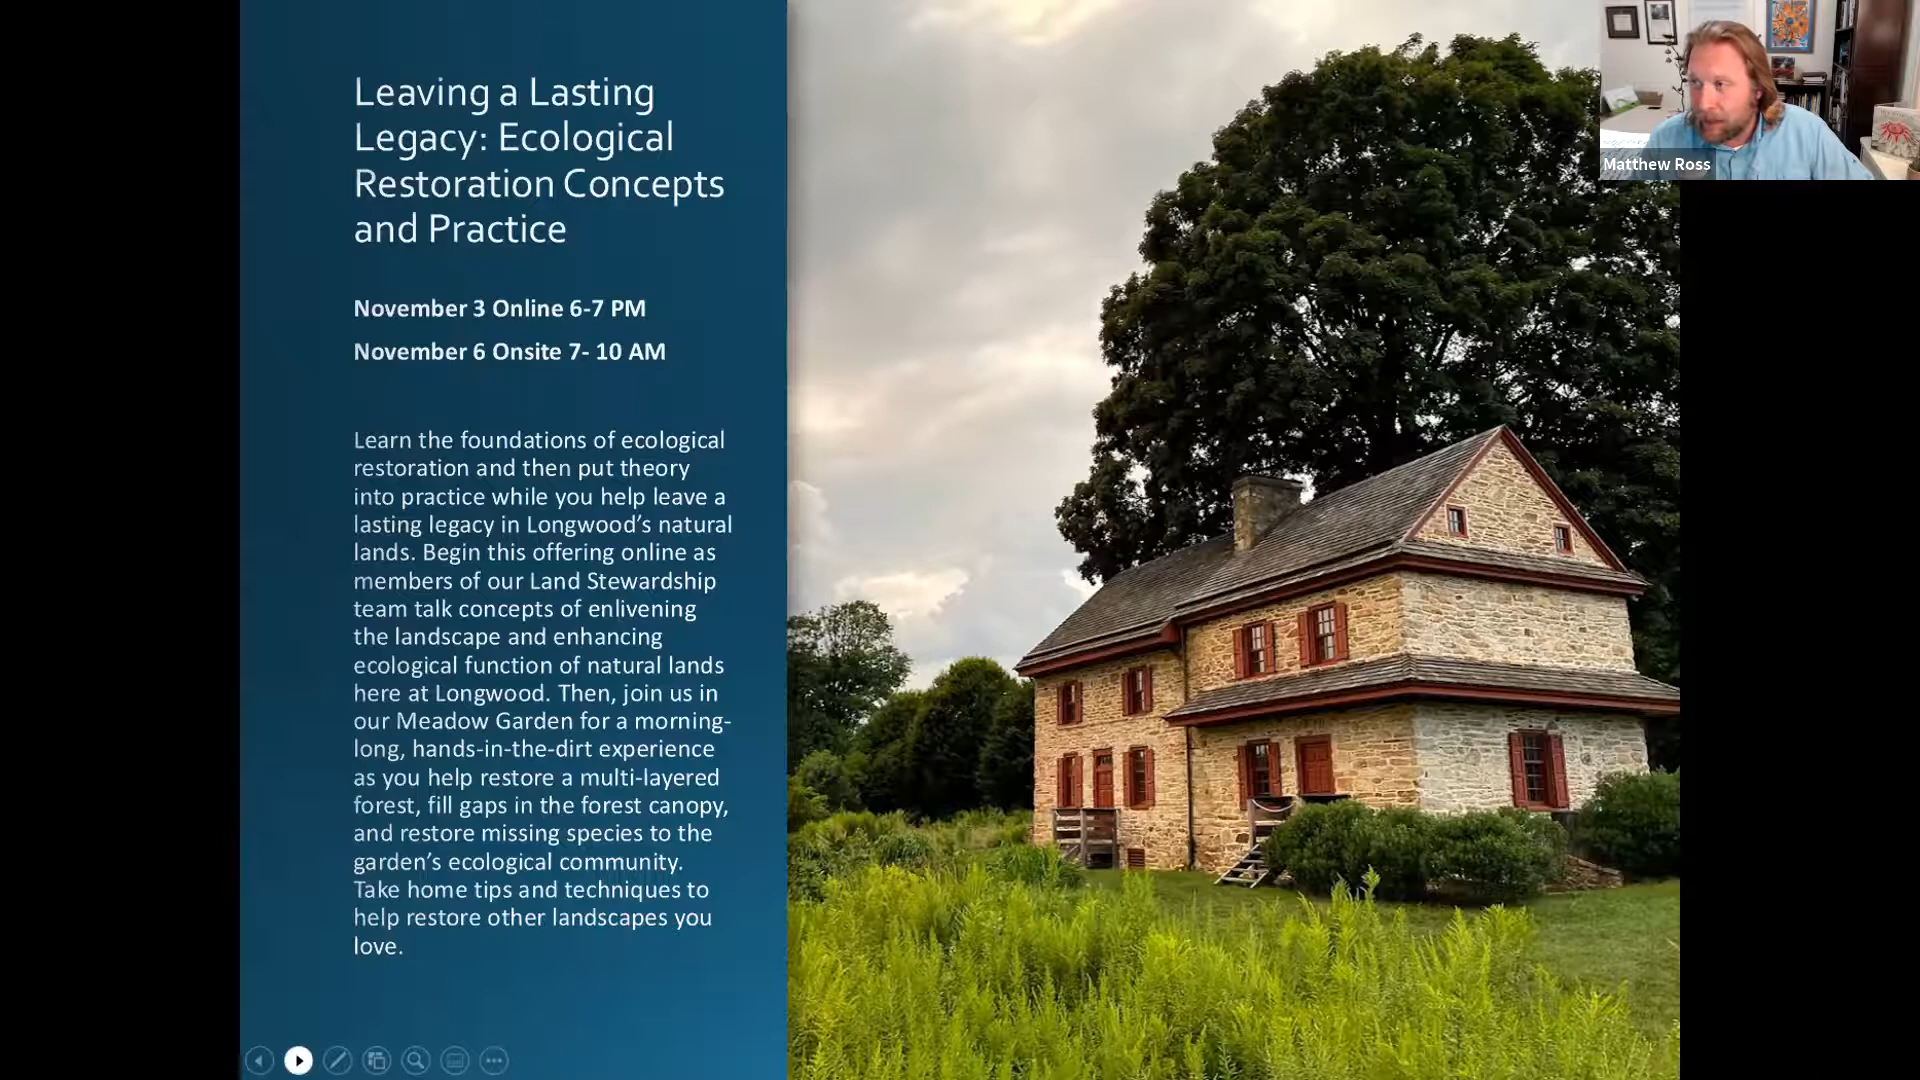 Leaving a Lasting
Legacy: Ecological
Restoration Concepts
and Practice
November 3 Online 6-7 PM
November 6 Onsite 7- 10 AM
Learn the foundations of ecological
restoration and then put theory
into practice while you help leave a
lasting legacy in Longwood’s natural
lands. Begin this offering online as
members of our Land Stewardship
team talk concepts of enlivening
the landscape and enhancing
ecological function of natural lands
here at Longwood. Then, join us in
our Meadow Garden for a morning-
long, hands-in-the-dirt experience
as you help restore a multi-layered
forest, fill gaps in the forest canopy,
and restore missing species to the
garden’s ecological community.
Take home tips and techniques to
help restore other landscapes you
love.
Matthew Ross